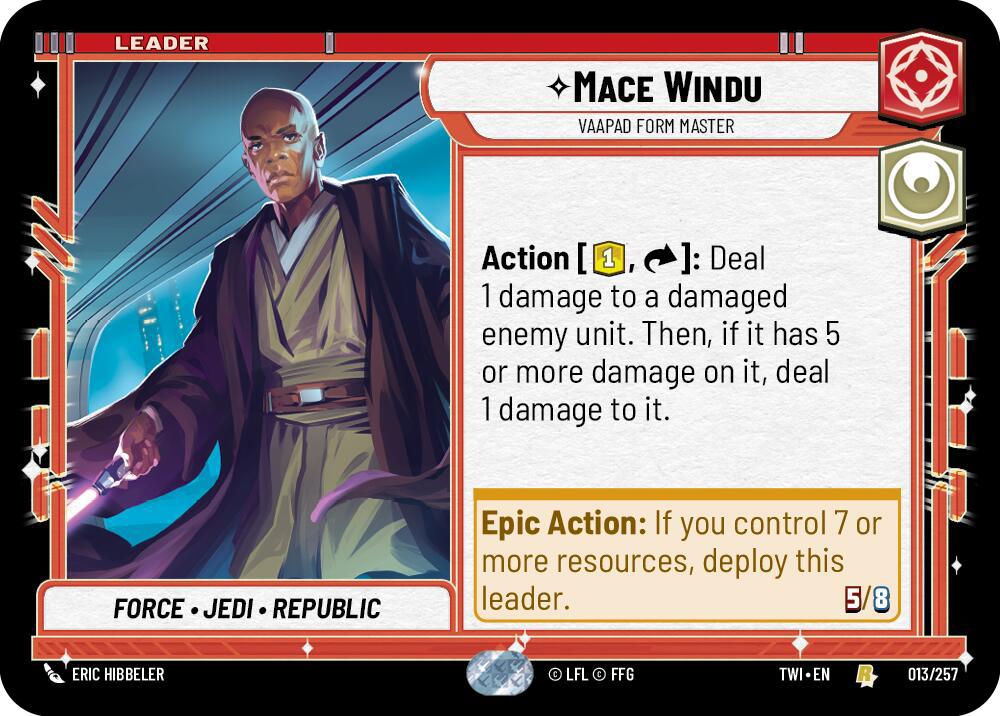 LEADER
MACE WINDU
VAAPAD FORM MASTER
Action [1, ]: Deal
1 damage to a damaged
enemy unit. Then, if it has 5
or more damage on it, deal
1 damage to it.
Epic Action: If you control 7 or
more resources, deploy this
leader.
5/8
FORCE • JEDI • REPUBLIC
ERIC HIBBELER
© LFL © FFG
TWI • EN
R
013/257